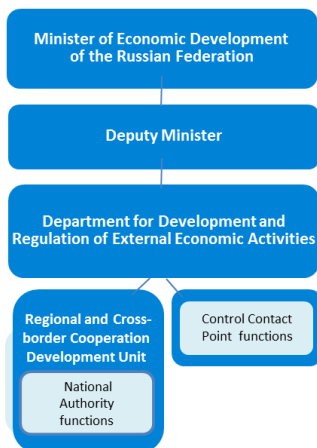 Minister of Economic Development
of the Russian Federation
Deputy Minister
Department for Development and
Regulation of External Economic Activities
Regional and Cross-
border Cooperation
Development Unit
National
Authority
functions
Control Contact
Point functions